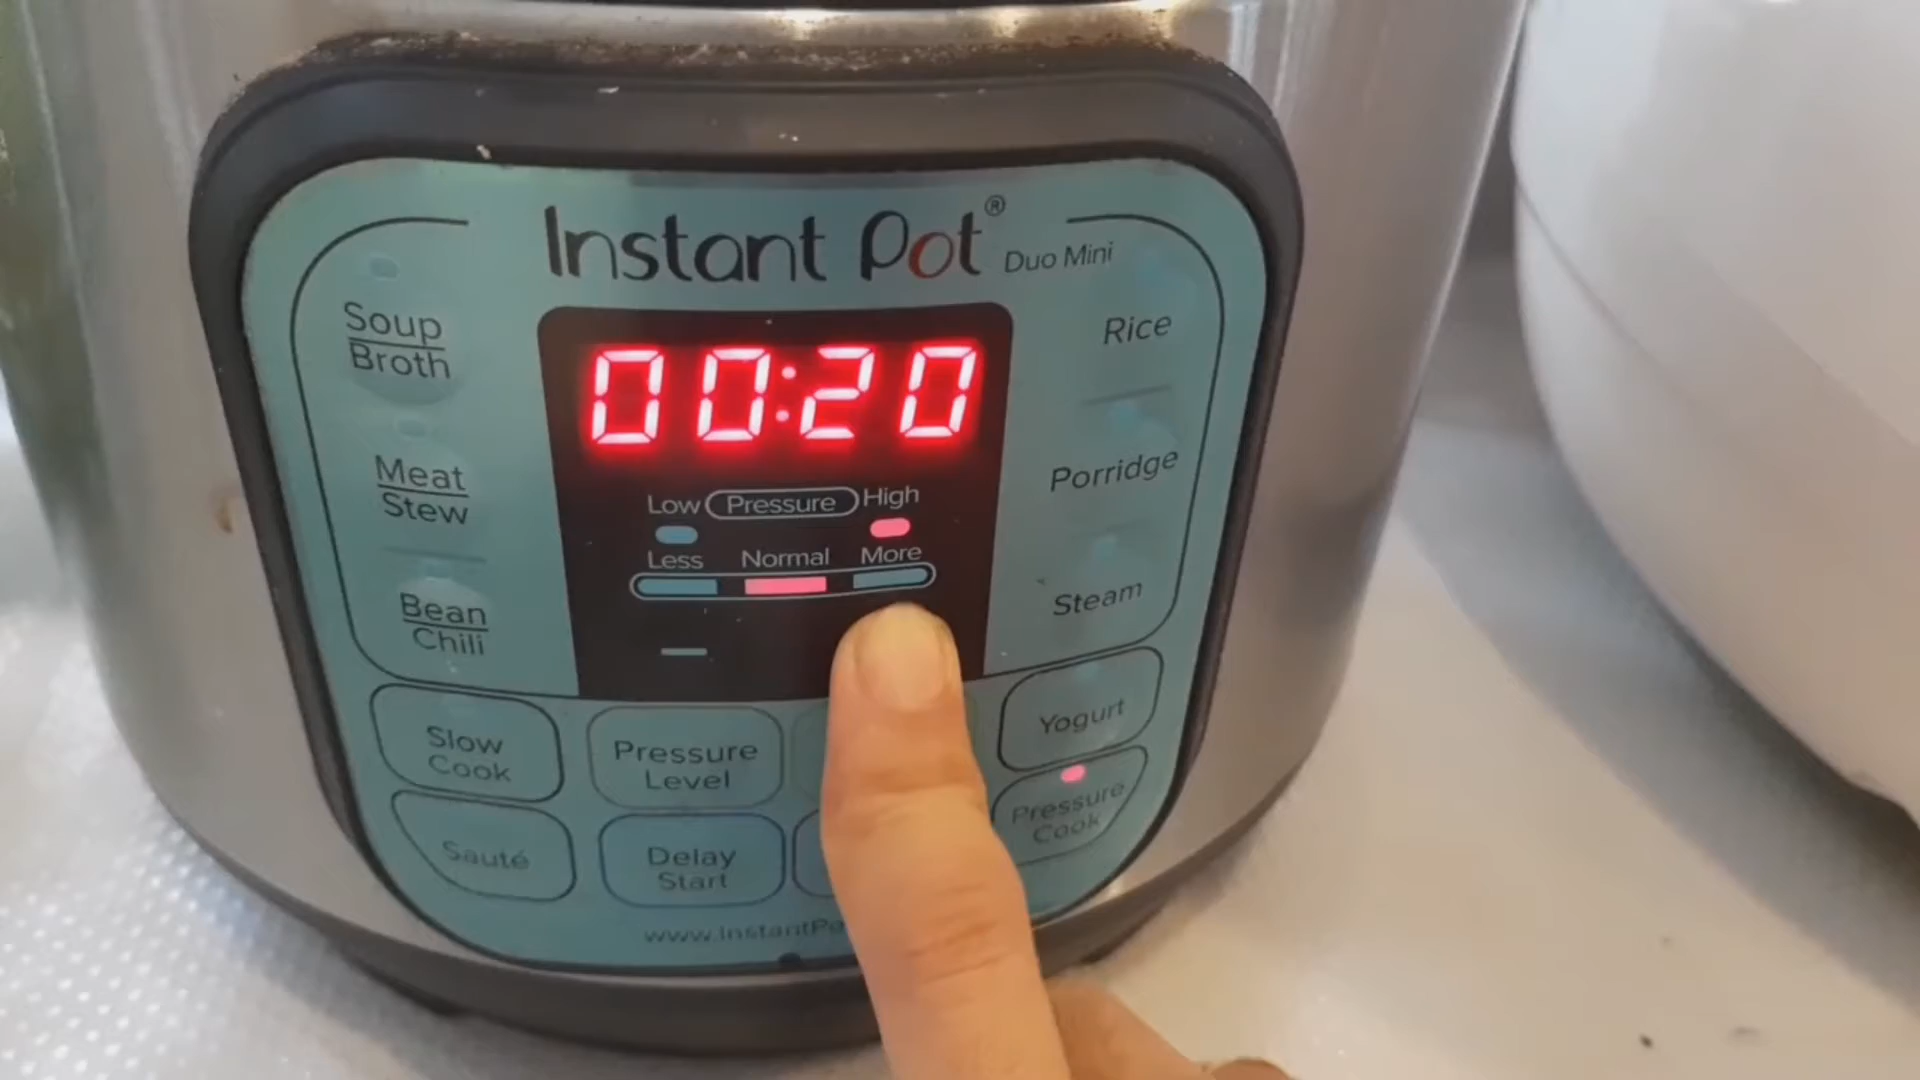 Instant Pot® Duo Mini
00:20
Low Pressure High
Less Normal More
–
Soup
Broth
Meat
Stew
Bean
Chili
Rice
Porridge
Steam
Slow
Cook
Pressure
Level
Yogurt
Sauté
Delay
Start
Pressure
Cook
www.InstantPo